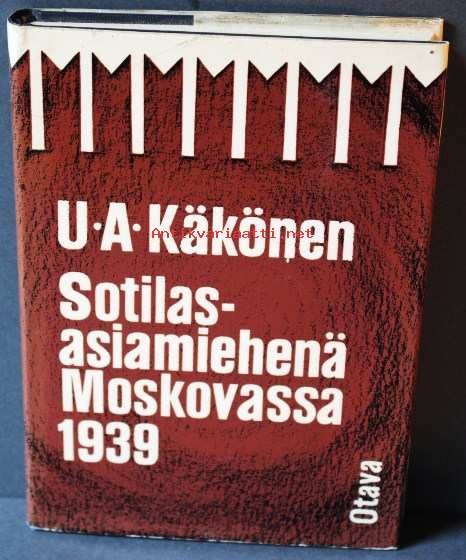 U·A·Käkönen
Antikvariaatti.net
Sotilas-
asiamiehenä
Moskovassa
1939
Otava